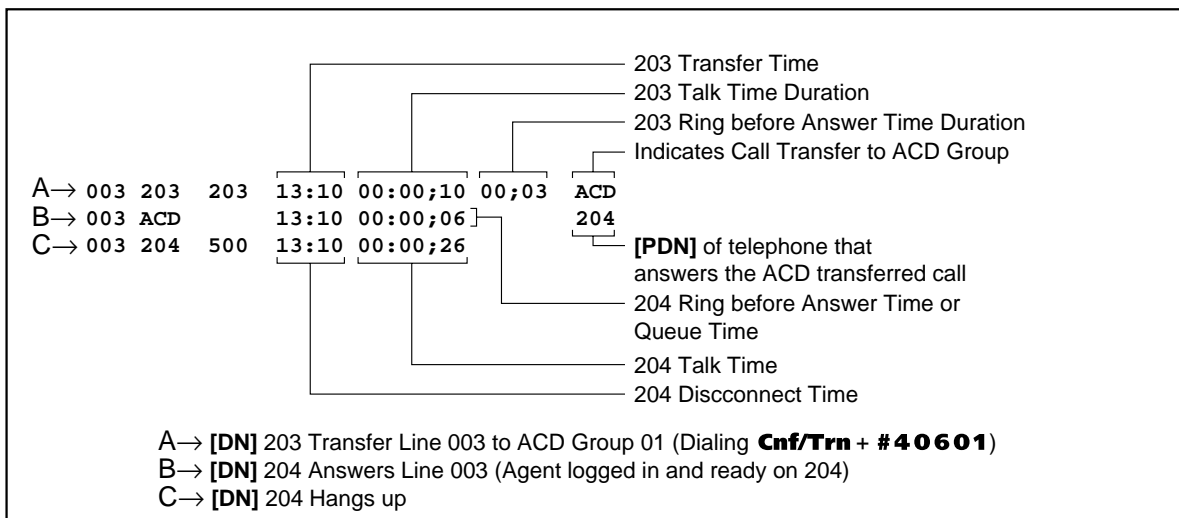 203 Transfer Time
203 Talk Time Duration
203 Ring before Answer Time Duration
Indicates Call Transfer to ACD Group
A→ 003 203 203 13:10 00:00;10 00;03 ACD
B→ 003 ACD 13:10 00:00;06 204
C→ 003 204 500 13:10 00:00;26
[PDN] of telephone that
answers the ACD transferred call
204 Ring before Answer Time or
Queue Time
204 Talk Time
204 Discconnect Time
A→ [DN] 203 Transfer Line 003 to ACD Group 01 (Dialing Cnf/Trn + #40601)
B→ [DN] 204 Answers Line 003 (Agent logged in and ready on 204)
C→ [DN] 204 Hangs up